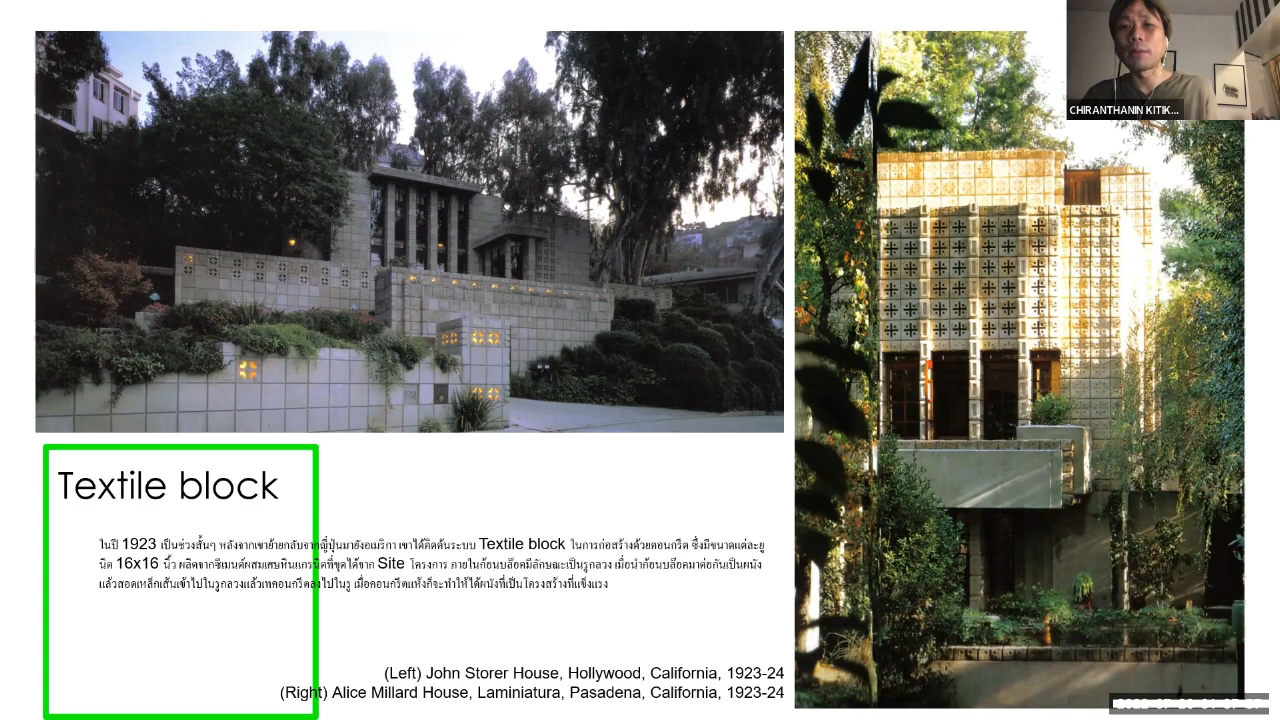 CHIRANTHANIN KITIK...
Textile block
ในปี 1923 เป็นช่วงสั้นๆ หลังจากเขาย้ายกลับจากญี่ปุ่นมายังอเมริกา เขาได้คิดค้นระบบ Textile block ในการก่อสร้างด้วยคอนกรีต ซึ่งมีขนาดแต่ละยู
นิต 16x16 นิ้ว ผลิตจากซีเมนต์ผสมเศษหินแกรนิตที่ขุดได้จาก Site โครงการ ภายในก้อนบล๊อคมีลักษณะเป็นรูกลวง เมื่อนำก้อนบล๊อคมาต่อกันเป็นผนัง
แล้วสอดเหล็กเส้นเข้าไปในรูกลวงแล้วเทคอนกรีตลงไปในรู เมื่อคอนกรีตแห้งก็จะทำให้ได้ผนังที่เป็นโครงสร้างที่แข็งแรง
(Left) John Storer House, Hollywood, California, 1923-24
(Right) Alice Millard House, Laminiatura, Pasadena, California, 1923-24